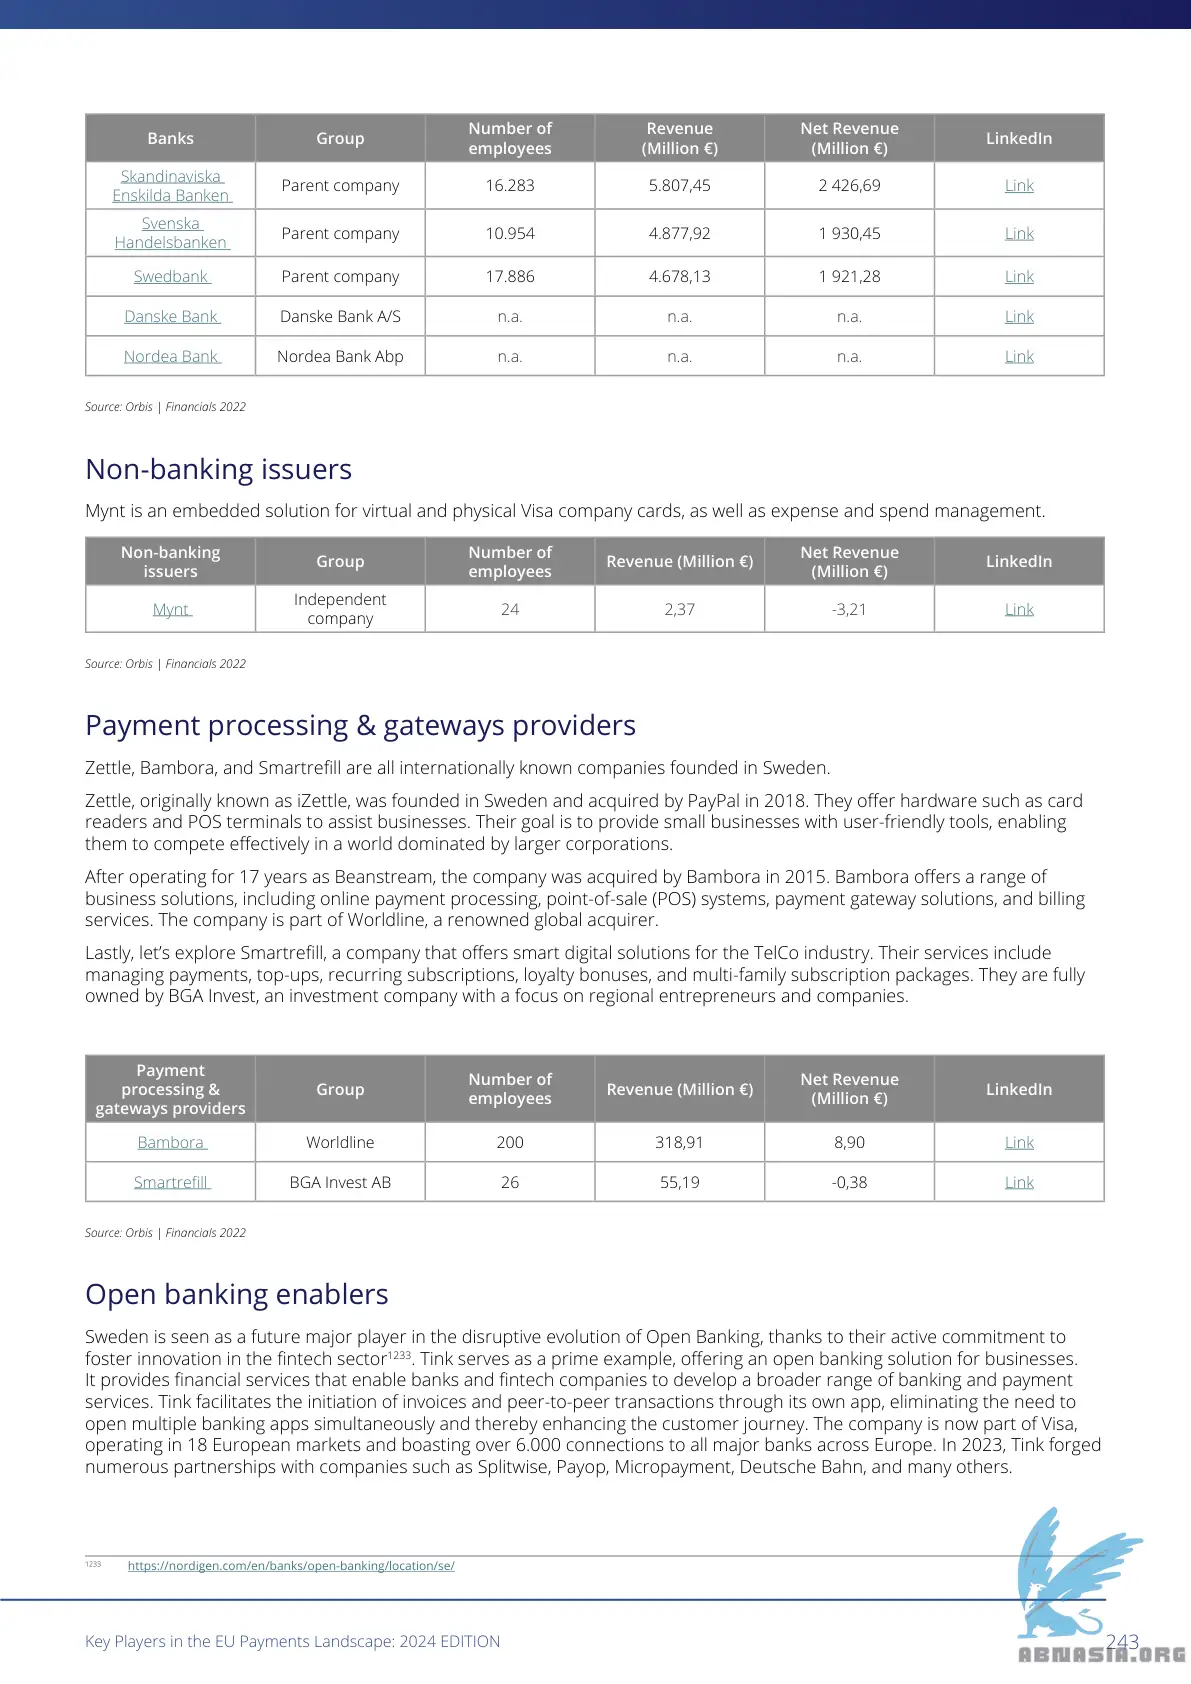 Banks Group Number of employees Revenue (Million €) Net Revenue (Million €) LinkedIn
Skandinaviska Enskilda Banken Parent company 16.283 5.807,45 2 426,69 Link
Svenska Handelsbanken Parent company 10.954 4.877,92 1 930,45 Link
Swedbank Parent company 17.886 4.678,13 1 921,28 Link
Danske Bank Danske Bank A/S n.a. n.a. n.a. Link
Nordea Bank Nordea Bank Abp n.a. n.a. n.a. Link
Source: Orbis | Financials 2022
Non-banking issuers
Mynt is an embedded solution for virtual and physical Visa company cards, as well as expense and spend management.
Non-banking issuers Group Number of employees Revenue (Million €) Net Revenue (Million €) LinkedIn
Mynt Independent company 24 2,37 -3,21 Link
Source: Orbis | Financials 2022
Payment processing & gateways providers
Zettle, Bambora, and Smartrefill are all internationally known companies founded in Sweden.
Zettle, originally known as iZettle, was founded in Sweden and acquired by PayPal in 2018. They offer hardware such as card
readers and POS terminals to assist businesses. Their goal is to provide small businesses with user-friendly tools, enabling
them to compete effectively in a world dominated by larger corporations.
After operating for 17 years as Beanstream, the company was acquired by Bambora in 2015. Bambora offers a range of
business solutions, including online payment processing, point-of-sale (POS) systems, payment gateway solutions, and billing
services. The company is part of Worldline, a renowned global acquirer.
Lastly, let's explore Smartrefill, a company that offers smart digital solutions for the TelCo industry. Their services include
managing payments, top-ups, recurring subscriptions, loyalty bonuses, and multi-family subscription packages. They are fully
owned by BGA Invest, an investment company with a focus on regional entrepreneurs and companies.
Payment processing & gateways providers Group Number of employees Revenue (Million €) Net Revenue (Million €) LinkedIn
Bambora Worldline 200 318,91 8,90 Link
Smartrefill BGA Invest AB 26 55,19 -0,38 Link
Source: Orbis | Financials 2022
Open banking enablers
Sweden is seen as a future major player in the disruptive evolution of Open Banking, thanks to their active commitment to
foster innovation in the fintech sector1233. Tink serves as a prime example, offering an open banking solution for businesses.
It provides financial services that enable banks and fintech companies to develop a broader range of banking and payment
services. Tink facilitates the initiation of invoices and peer-to-peer transactions through its own app, eliminating the need to
open multiple banking apps simultaneously and thereby enhancing the customer journey. The company is now part of Visa,
operating in 18 European markets and boasting over 6.000 connections to all major banks across Europe. In 2023, Tink forged
numerous partnerships with companies such as Splitwise, Payop, Micropayment, Deutsche Bahn, and many others.
1233 https://nordigen.com/en/banks/open-banking/location/se/
Key Players in the EU Payments Landscape: 2024 EDITION 243
ABNASIA.ORG